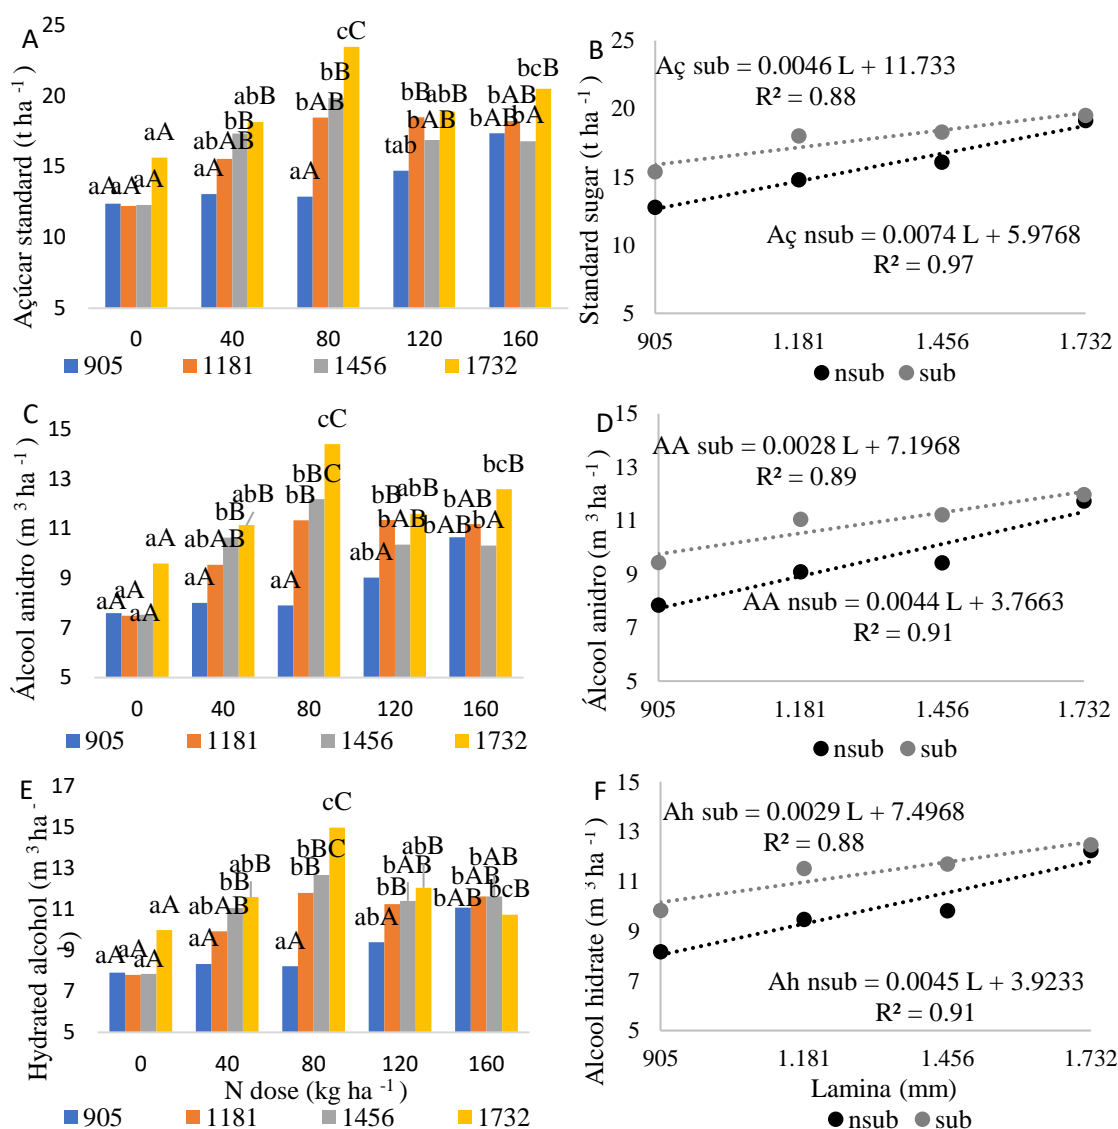 A
Açúcar standard (t ha -1 )
25
20
15
10
5
aA aA aA aA
aA abAB bB abB
aA bAB bB cC
tab bB bAB abB
bAB bAB bA bcB
0 40 80 120 160
905 1181 1456 1732
B
Standard sugar (t ha -1 )
25
20
15
10
5
Aç sub = 0.0046 L + 11.733
R² = 0.88
Aç nsub = 0.0074 L + 5.9768
R² = 0.97
905 1.181 1.456 1.732
nsub sub
C
Álcool anidro (m 3 ha -1 )
15
13
11
9
7
5
aA aA aA aA
aA abAB bB abB
aA bB bBC cC
abA bB bAB abB
bAB bAB bA bcB
0 40 80 120 160
905 1181 1456 1732
D
Álcool anidro (m 3 ha -1 )
15
13
11
9
7
5
AA sub = 0.0028 L + 7.1968
R² = 0.89
AA nsub = 0.0044 L + 3.7663
R² = 0.91
905 1.181 1.456 1.732
nsub sub
E
Hydrated alcohol (m 3 ha -1 )
17
15
13
11
9
7
5
aA aA aA aA
aA abAB bB abB
aA bB bBC cC
abA bB bAB abB
bAB bAB bAB bcB
0 40 80 120 160
N dose (kg ha -1 )
905 1181 1456 1732
F
Álcool hidrate (m 3 ha -1 )
15
13
11
9
7
5
Ah sub = 0.0029 L + 7.4968
R² = 0.88
Ah nsub = 0.0045 L + 3.9233
R² = 0.91
905 1.181 1.456 1.732
Lamina (mm)
nsub sub